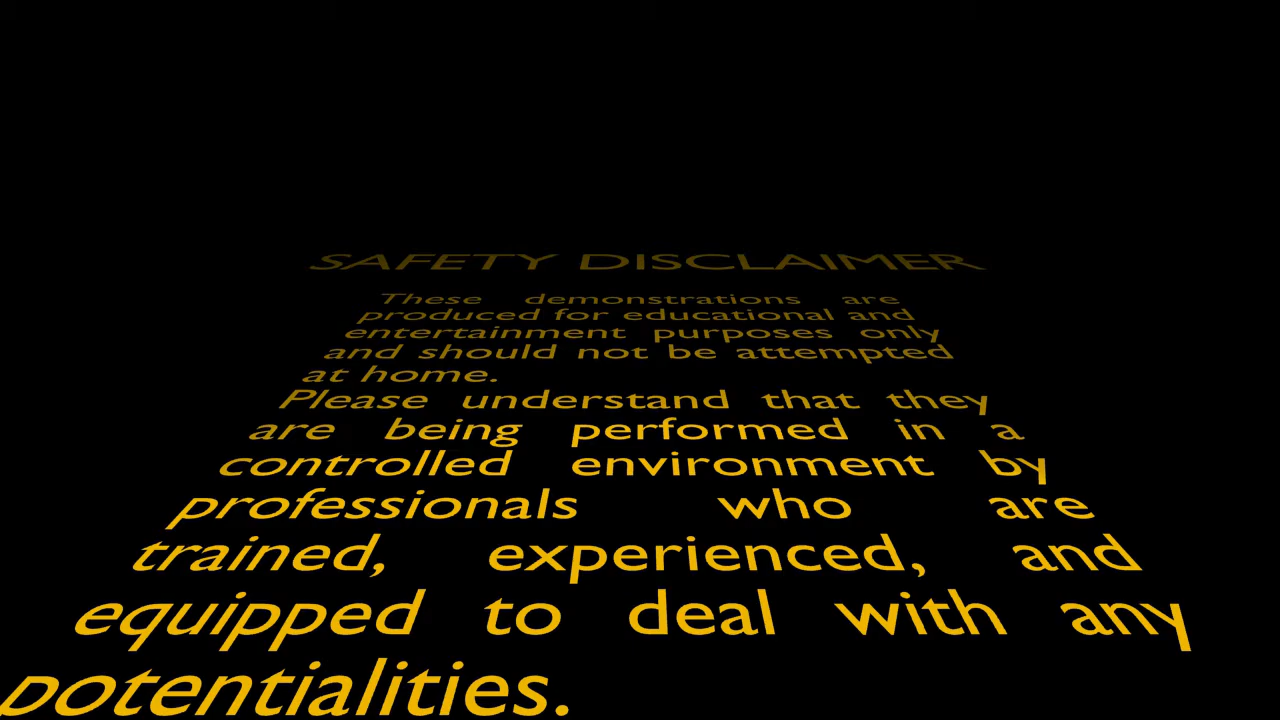 SAFETY DISCLAIMER
These demonstrations are
produced for educational and
entertainment purposes only
and should not be attempted
at home.
Please understand that they
are being performed in a
controlled environment by
professionals who are
trained, experienced, and
equipped to deal with any
potentialities.